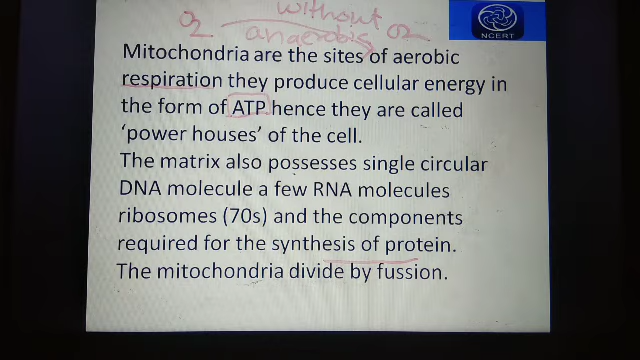 without
O2 anaerobis O2
NCERT
Mitochondria are the sites of aerobic
respiration they produce cellular energy in
the form of ATP hence they are called
'power houses' of the cell.
The matrix also possesses single circular
DNA molecule a few RNA molecules
ribosomes (70s) and the components
required for the synthesis of protein.
The mitochondria divide by fussion.